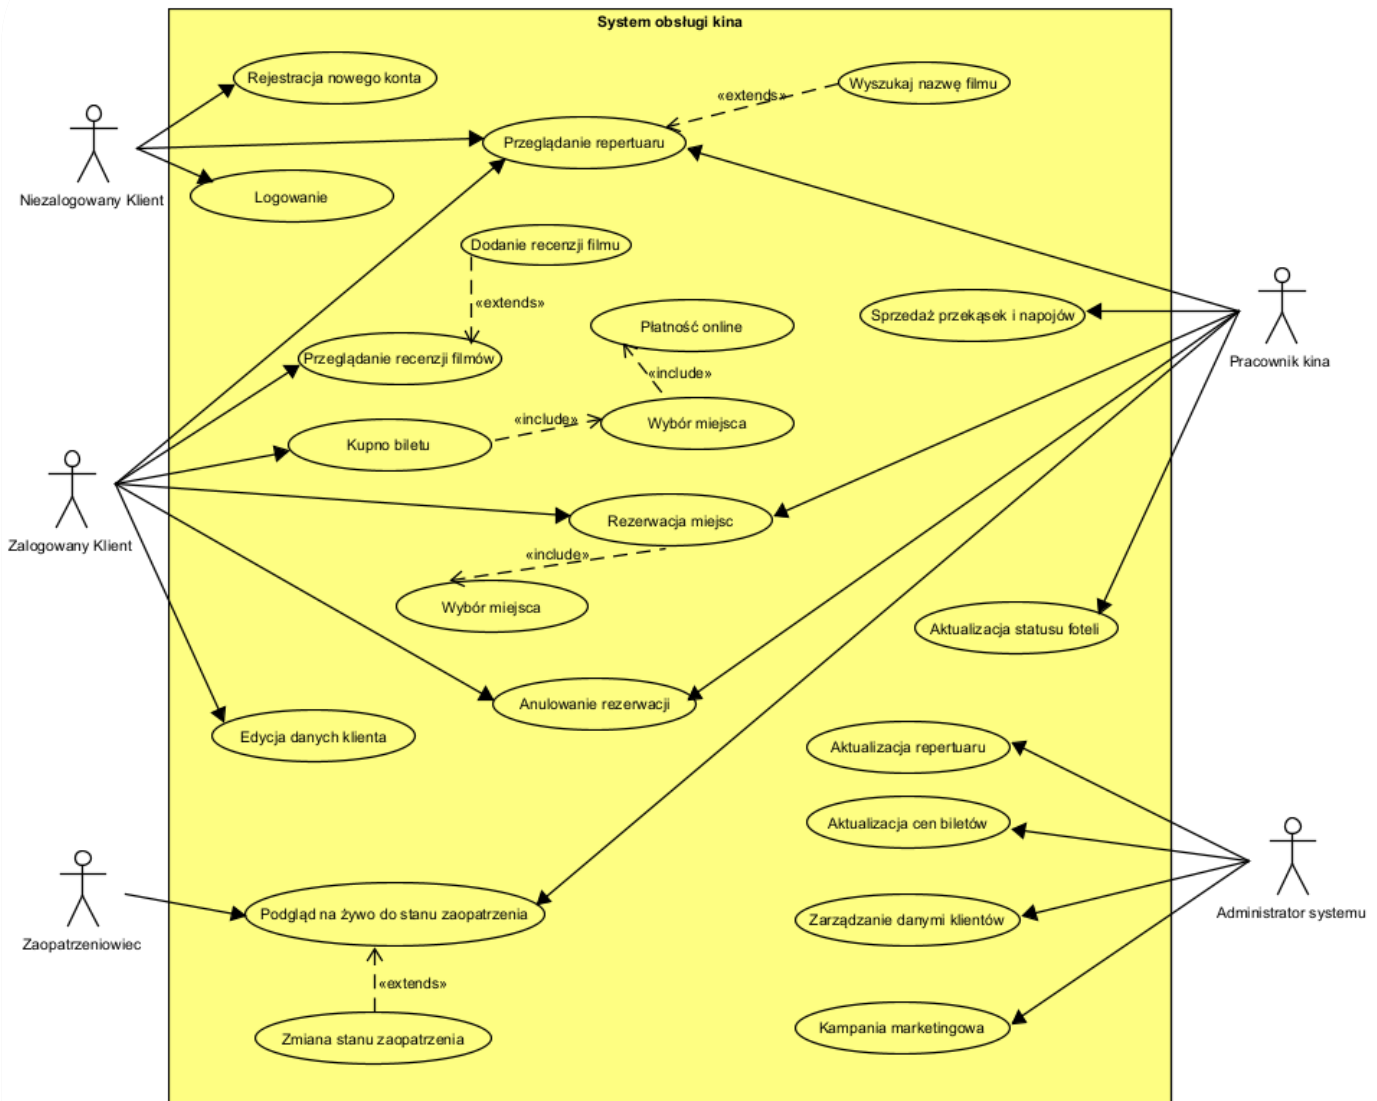 System obsługi kina
Rejestracja nowego konta
Wyszukaj nazwę filmu
«extends»
Przeglądanie repertuaru
Niezalogowany Klient
Logowanie
Dodanie recenzji filmu
«extends»
Płatność online
Sprzedaż przekąsek i napojów
Przeglądanie recenzji filmów
Pracownik kina
«include»
«include»
Wybór miejsca
Kupno biletu
Rezerwacja miejsc
Zalogowany Klient
«include»
Wybór miejsca
Aktualizacja statusu foteli
Anulowanie rezerwacji
Edycja danych klienta
Aktualizacja repertuaru
Aktualizacja cen biletów
Podgląd na żywo do stanu zaopatrzenia
Zarządzanie danymi klientów
Administrator systemu
Zaopatrzeniowiec
«extends»
Kampania marketingowa
Zmiana stanu zaopatrzenia